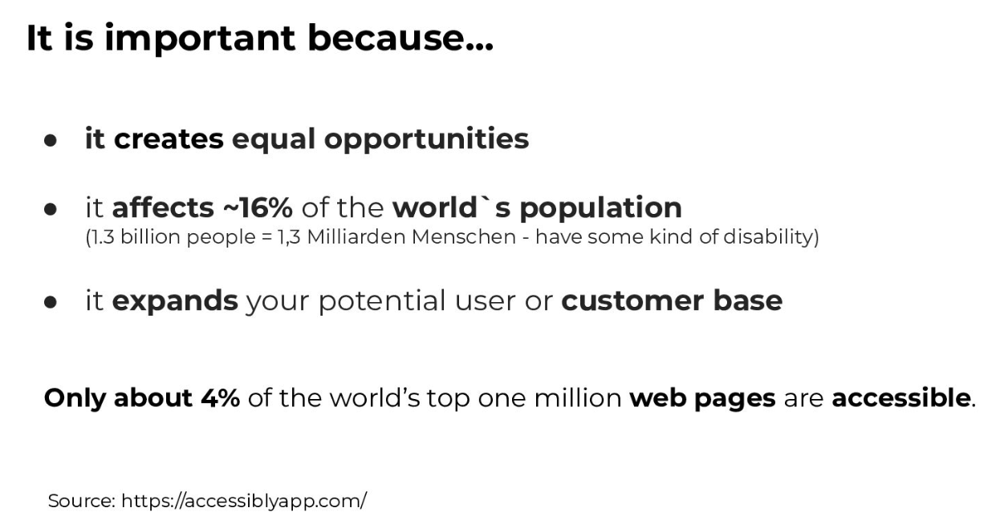 It is important because...
● it creates equal opportunities
● it affects ~16% of the world`s population
(1.3 billion people = 1,3 Milliarden Menschen - have some kind of disability)
● it expands your potential user or customer base
Only about 4% of the world’s top one million web pages are accessible.
Source: https://accessiblyapp.com/